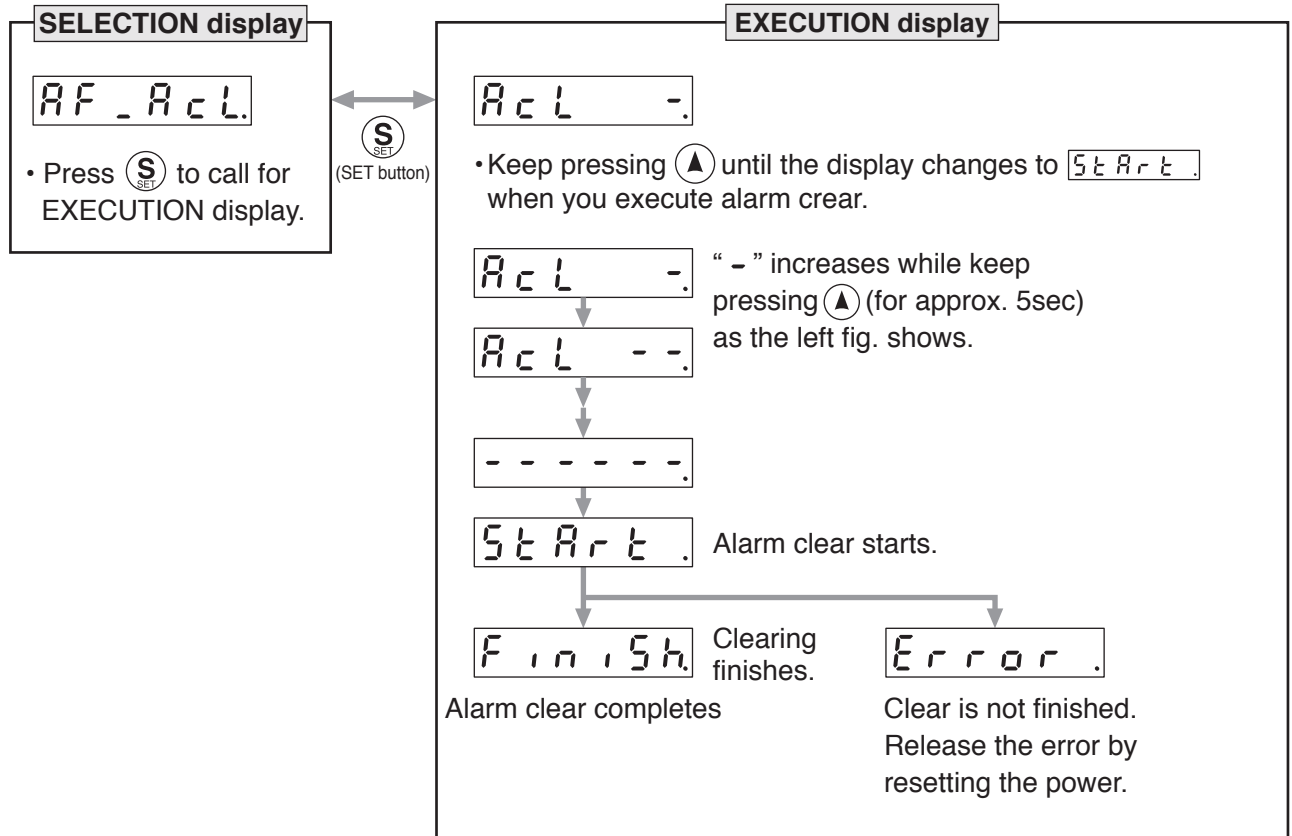 SELECTION display
AF_AcL.
• Press S SET to call for
EXECUTION display.
S SET
(SET button)
EXECUTION display
AcL -.
• Keep pressing ▲ until the display changes to StArt .
when you execute alarm crear.
AcL -.
“ – ” increases while keep
pressing ▲ (for approx. 5sec)
as the left fig. shows.
AcL --.
------.
StArt .
Alarm clear starts.
FiniSh.
Clearing
finishes.
Alarm clear completes
Error .
Clear is not finished.
Release the error by
resetting the power.